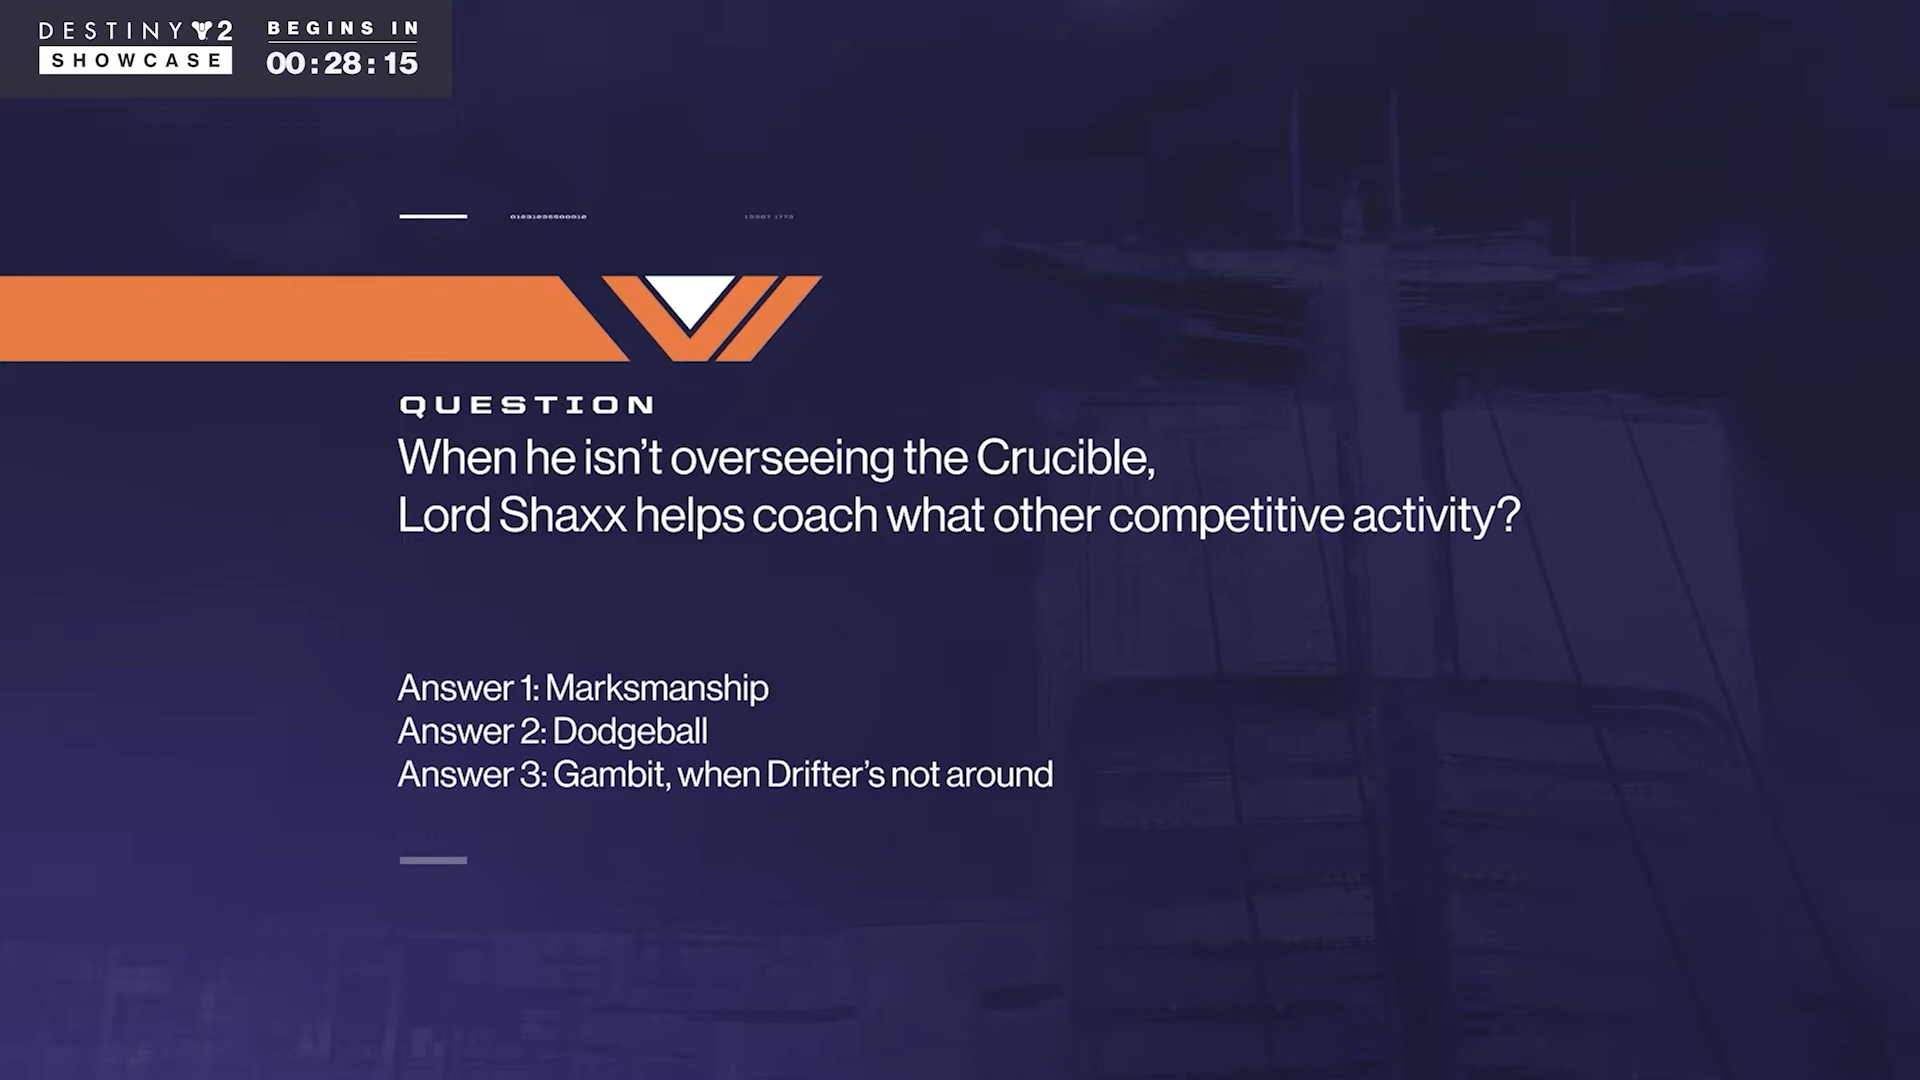 DESTINY 2
SHOWCASE
BEGINS IN
00:28:15
QUESTION
When he isn't overseeing the Crucible,
Lord Shaxx helps coach what other competitive activity?
Answer 1: Marksmanship
Answer 2: Dodgeball
Answer 3: Gambit, when Drifter's not around